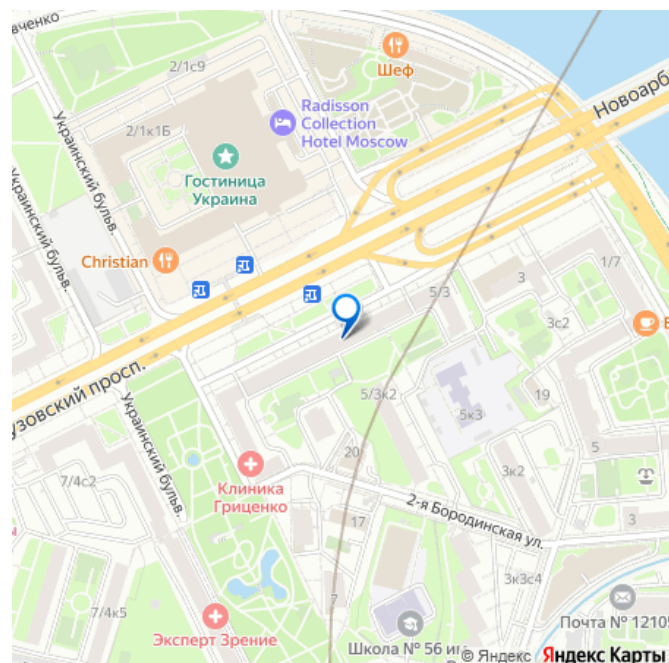 вченко
2/1с9
Шеф
Новоарб
Radisson
Collection
Hotel Moscow
2/1к1Б
Украинский бульв.
Гостиница
Украина
Украинский бульв.
Christian
1/7
5/3
3
3с2
узовский просп.
5/3к2
19
5к3
Украинский бульв.
5
20
3к2
7/4с2
Клиника
Гриценко
2-я Бородинская ул.
17
3
3к3с4
7
7/4к5
Почта № 12105
Эксперт Зрение
Школа № 56 им
© Яндекс Яндекс Карты